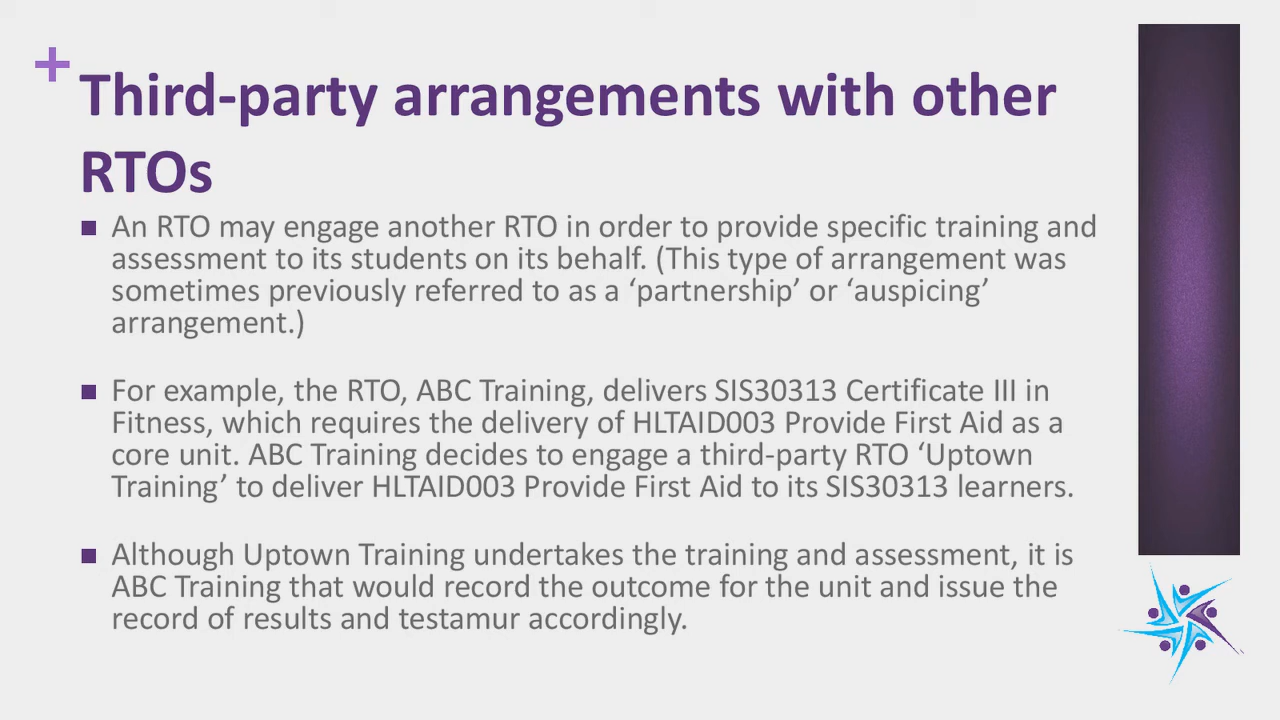 +
Third-party arrangements with other
RTOs
▪ An RTO may engage another RTO in order to provide specific training and
assessment to its students on its behalf. (This type of arrangement was
sometimes previously referred to as a ‘partnership’ or ‘auspicing’
arrangement.)
▪ For example, the RTO, ABC Training, delivers SIS30313 Certificate III in
Fitness, which requires the delivery of HLTAID003 Provide First Aid as a
core unit. ABC Training decides to engage a third-party RTO ‘Uptown
Training’ to deliver HLTAID003 Provide First Aid to its SIS30313 learners.
▪ Although Uptown Training undertakes the training and assessment, it is
ABC Training that would record the outcome for the unit and issue the
record of results and testamur accordingly.